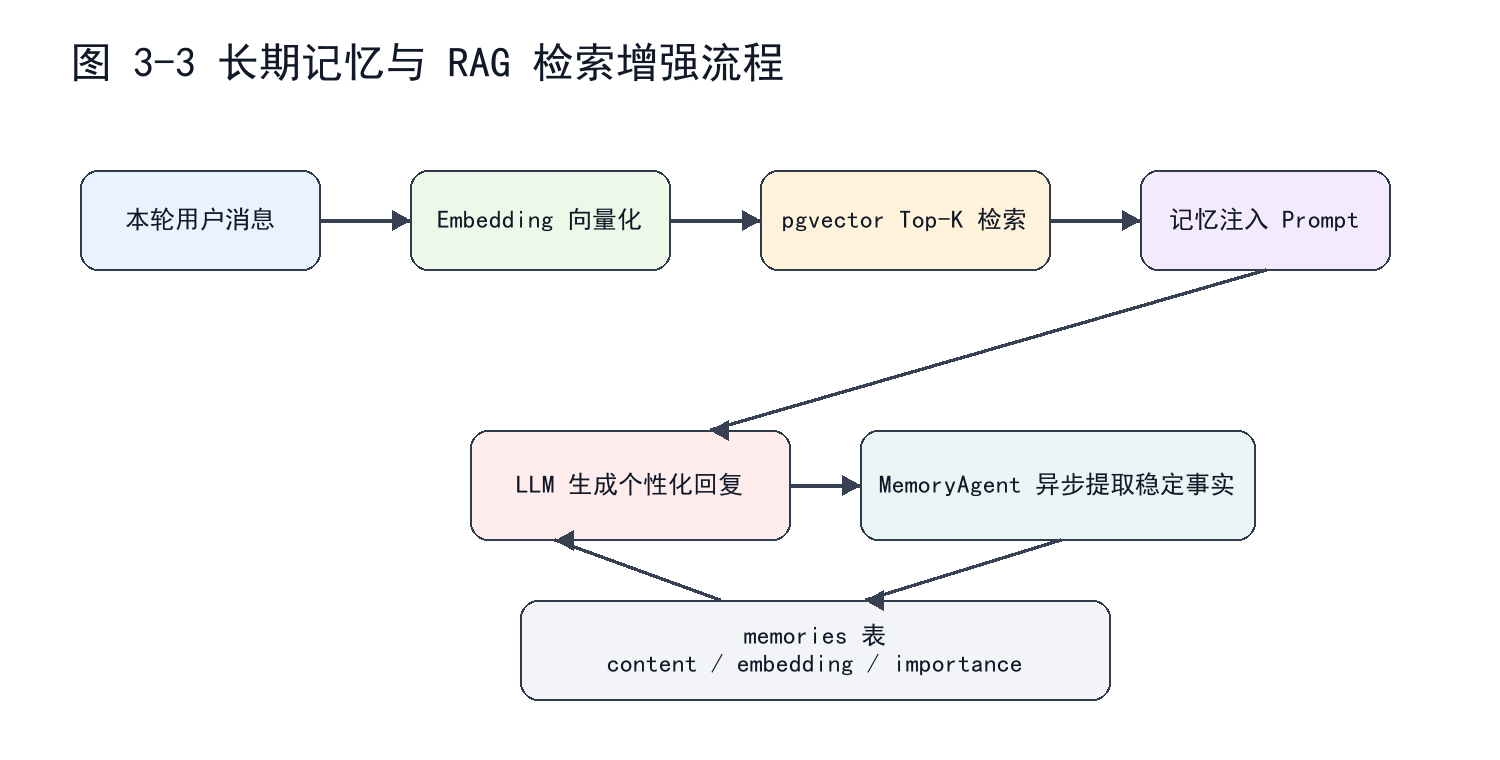 图 3-3 长期记忆与 RAG 检索增强流程
本轮用户消息
Embedding 向量化
pgvector Top-K 检索
记忆注入 Prompt
LLM 生成个性化回复
MemoryAgent 异步提取稳定事实
memories 表
content / embedding / importance